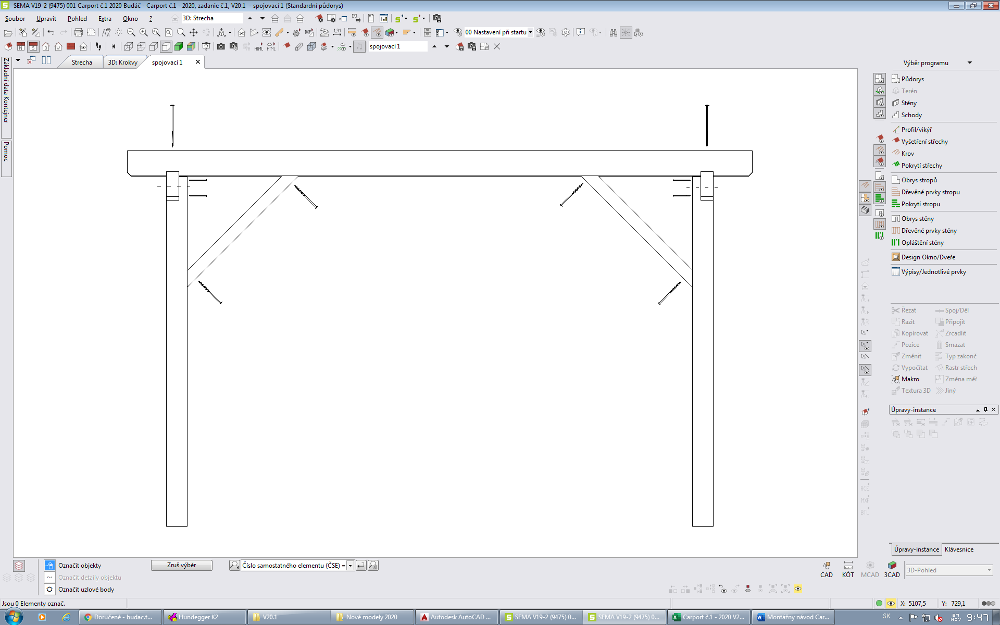 SEMA V19-2 (9475) 001 Carport č.1 2020 Budáč - Carport č.1 - 2020, zadanie č.1, V20.1 - spojovací 1 (Standardní půdorys)
Soubor Upravit Pohled Extra Okno ? 3D: Strecha
00 Nastavení při startu
spojovací 1
Strecha 3D: Krokvy spojovací 1
Základní data Kontejner
Pomoc
Výběr programu
Půdorys
Terén
Stěny
Schody
Profil/vikýř
Vyšetření střechy
Krov
Pokrytí střechy
Obrys stropů
Dřevěné prvky stropu
Pokrytí stropu
Obrys stěny
Dřevěné prvky stěny
Opláštění stěny
Design Okno/Dveře
Výpisy/Jednotlivé prvky
Řezat Spoj/Děl
Razit Připojit
Kopírovat Zrcadlit
Pozice Smazat
Změnit Typ zakonč
Vypočítat Rastr střech
Makro Změna měř
Textura 3D Jiný
Úpravy-instance
RCE
MXF
BTL
Úpravy-instance Klávesnice
Označit objekty Zruš výběr Číslo samostatného elementu (ČSE) =
Označit detaily objektu
Označit uzlové body
CAD KÓT MCAD 3CAD 3D-Pohled
Jsou 0 Elementy označ. X: 5107,5 Y: 729,1
Doručené - budac.t... Hundegger K2 V20.1 Nové modely 2020 Autodesk AutoCAD ... SEMA V19-2 (9475) 0... SEMA V19-2 (9475) 0... Carport č.1 - 2020 V2... Montážny návod Car... SK 27 NOV 9:47